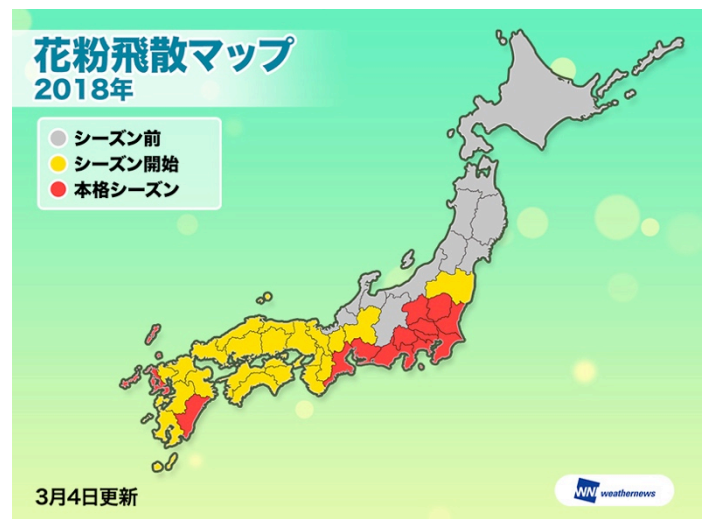 花粉飛散マップ
2018年
シーズン前
シーズン開始
本格シーズン
3月4日更新
WN weathernews